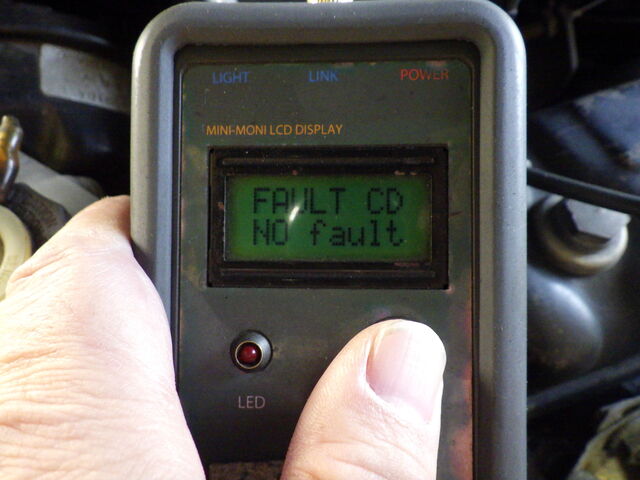 LIGHT LINK POWER
MINI-MONI LCD DISPLAY
FAULT CD
NO fault
LED